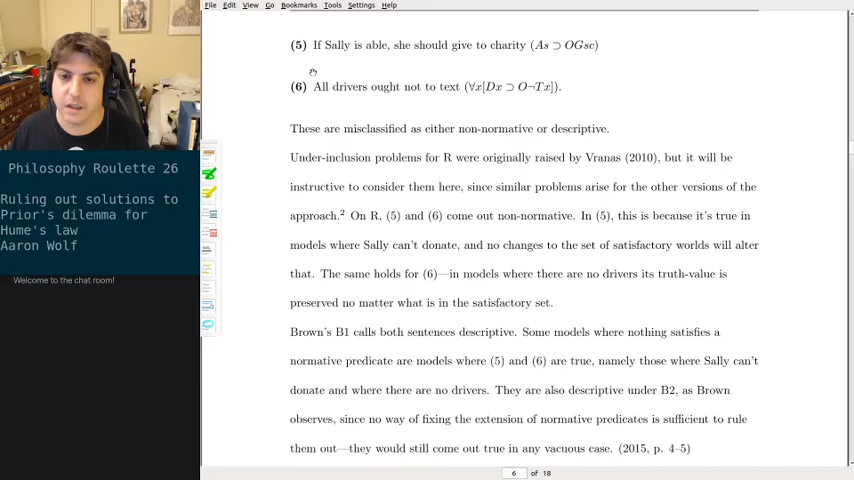 File Edit View Go Bookmarks Tools Settings Help
(5) If Sally is able, she should give to charity (As ⊃ OGsc)
(6) All drivers ought not to text (∀x[Dx ⊃ O¬Tx]).
These are misclassified as either non-normative or descriptive.
Under-inclusion problems for R were originally raised by Vranas (2010), but it will be
instructive to consider them here, since similar problems arise for the other versions of the
approach.2 On R, (5) and (6) come out non-normative. In (5), this is because it's true in
models where Sally can't donate, and no changes to the set of satisfactory worlds will alter
that. The same holds for (6)—in models where there are no drivers its truth-value is
preserved no matter what is in the satisfactory set.
Brown's B1 calls both sentences descriptive. Some models where nothing satisfies a
normative predicate are models where (5) and (6) are true, namely those where Sally can't
donate and where there are no drivers. They are also descriptive under B2, as Brown
observes, since no way of fixing the extension of normative predicates is sufficient to rule
them out—they would still come out true in any vacuous case. (2015, p. 4–5)
6 of 18
Philosophy Roulette 26
Ruling out solutions to
Prior's dilemma for
Hume's law
Aaron Wolf
Welcome to the chat room!